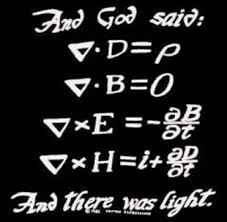 And God said:
∇·D=ρ
∇·B=0
∇×E=-∂B/∂t
∇×H=i+∂D/∂t
And there was light.